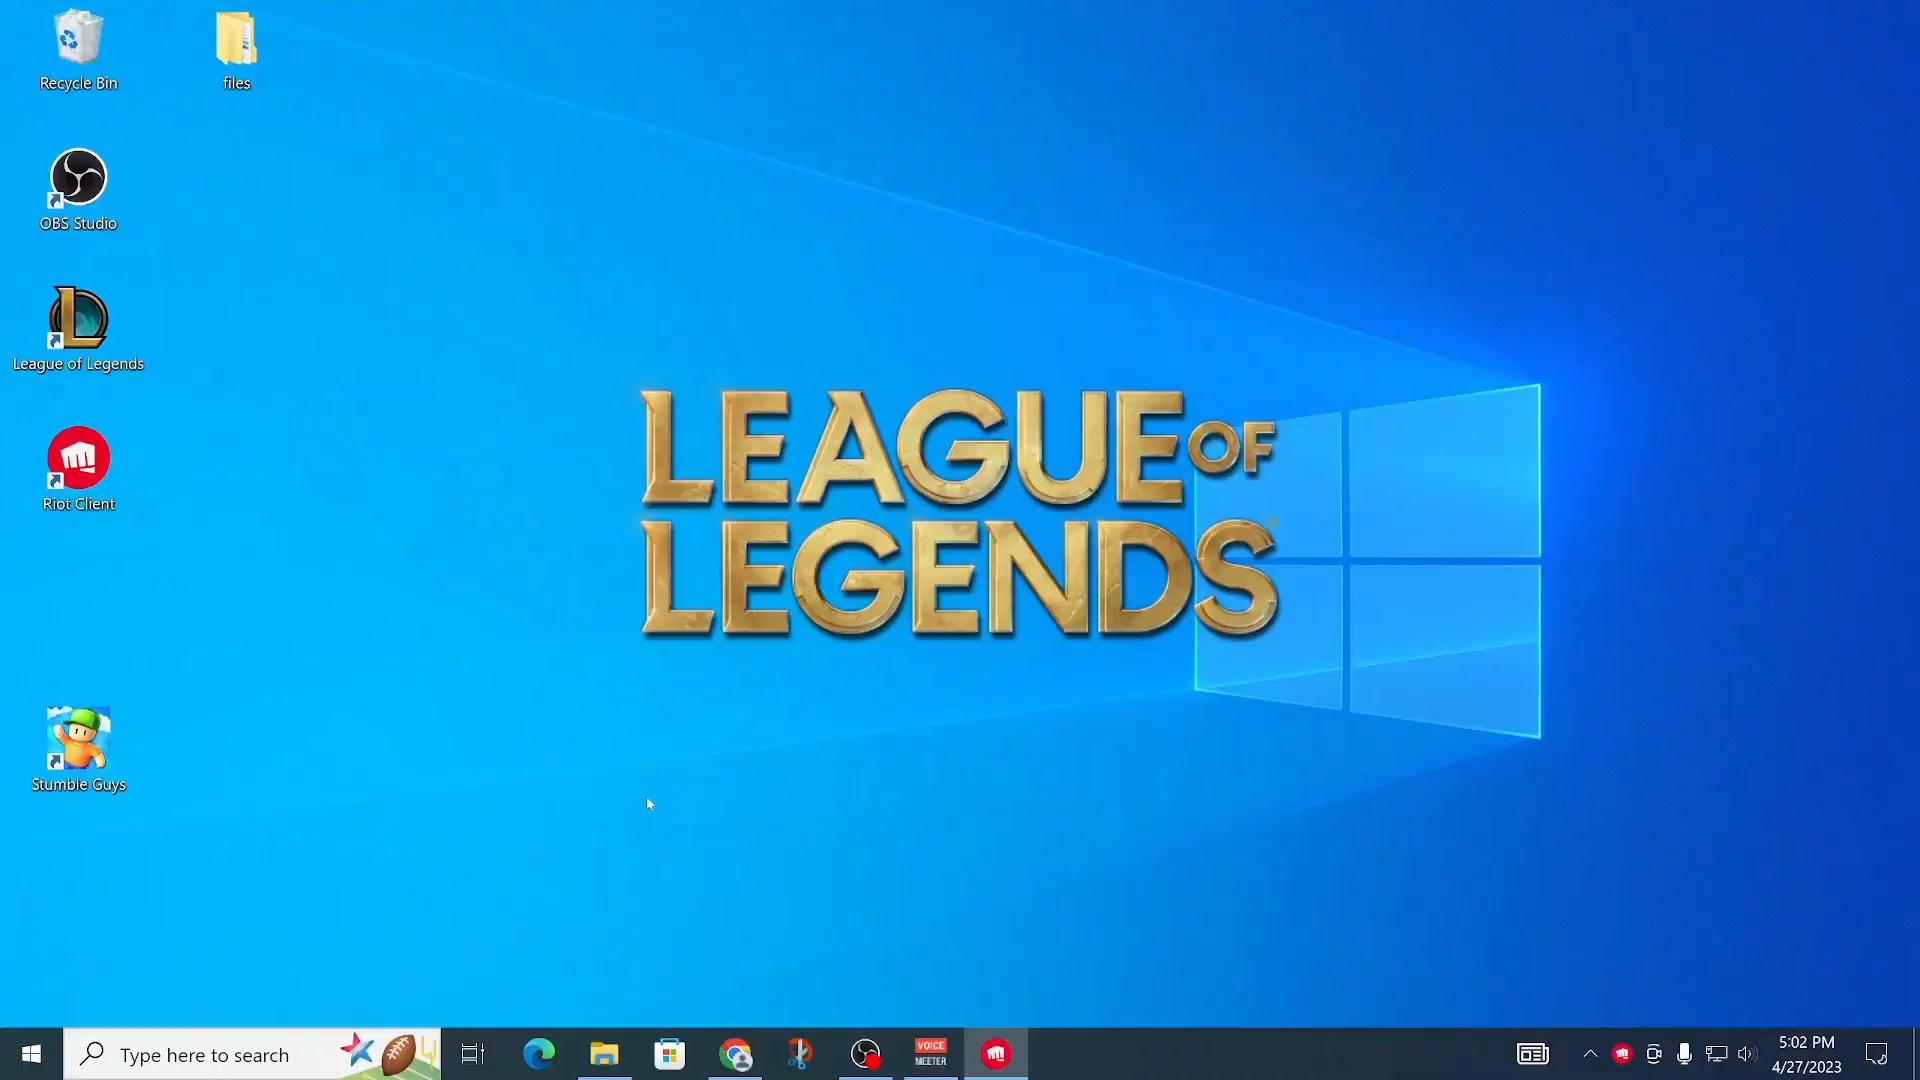 Recycle Bin
files
OBS Studio
League of Legends
Riot Client
Stumble Guys
LEAGUE OF
LEGENDS
Type here to search
VOICE
MEETER
5:02 PM
4/27/2023